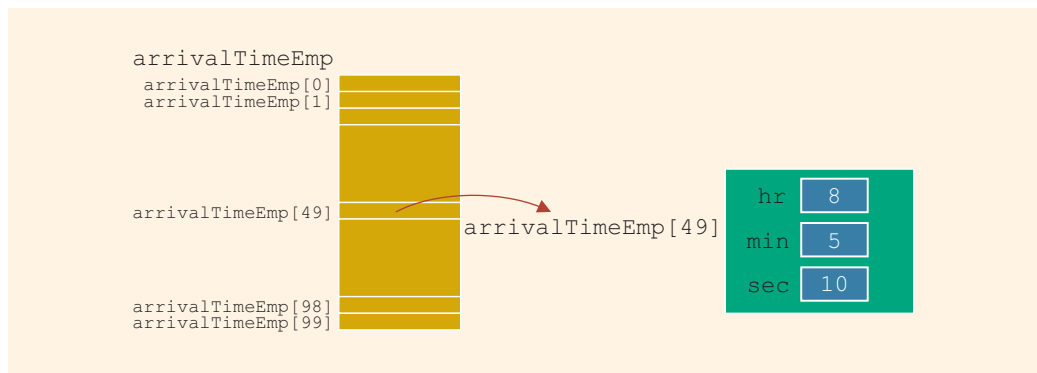 arrivalTimeEmp
arrivalTimeEmp[0]
arrivalTimeEmp[1]
arrivalTimeEmp[49]
arrivalTimeEmp[49]
hr 8
min 5
sec 10
arrivalTimeEmp[98]
arrivalTimeEmp[99]